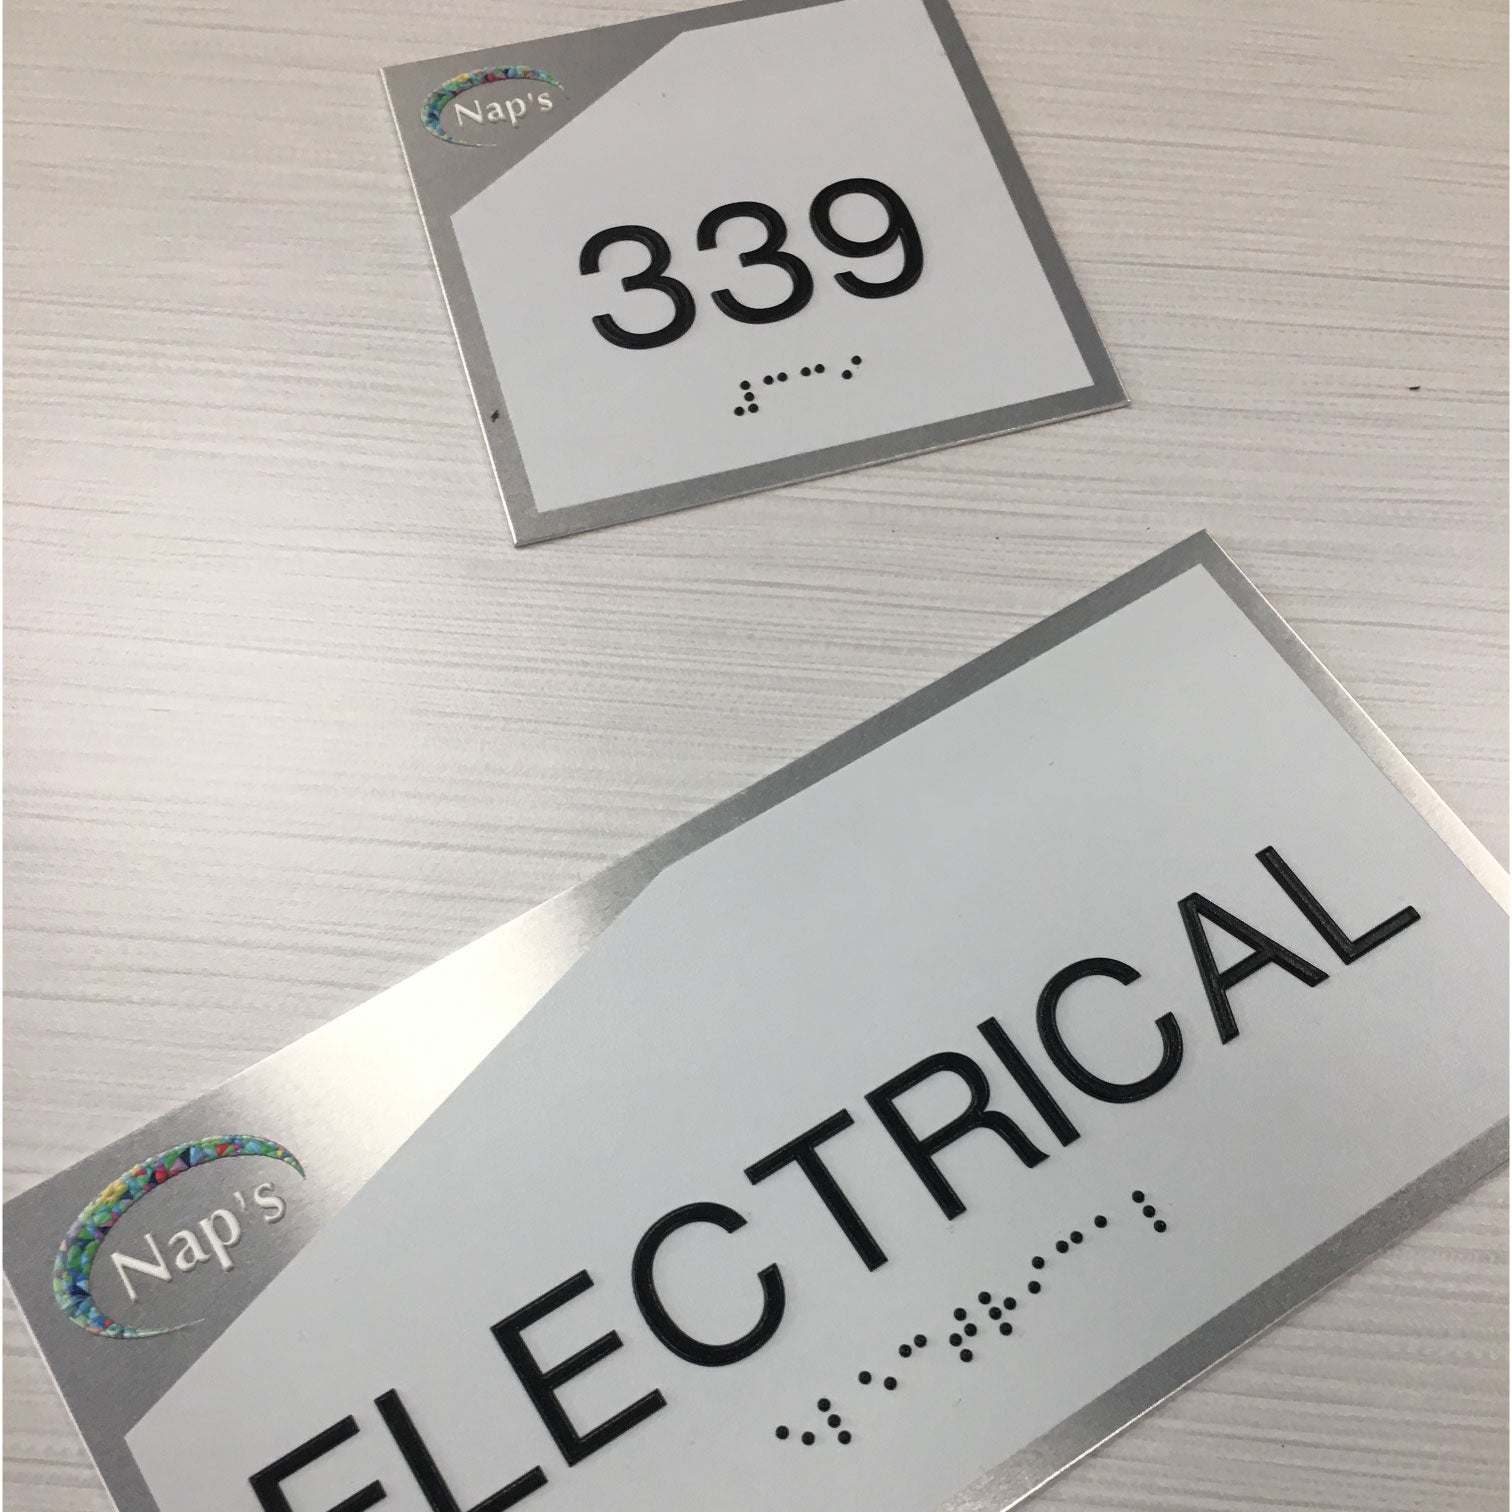 Nap's
339
⠼⠉⠉⠊
Nap's
ELECTRICAL
⠑⠇⠑⠉⠞⠗⠊⠉⠁⠇